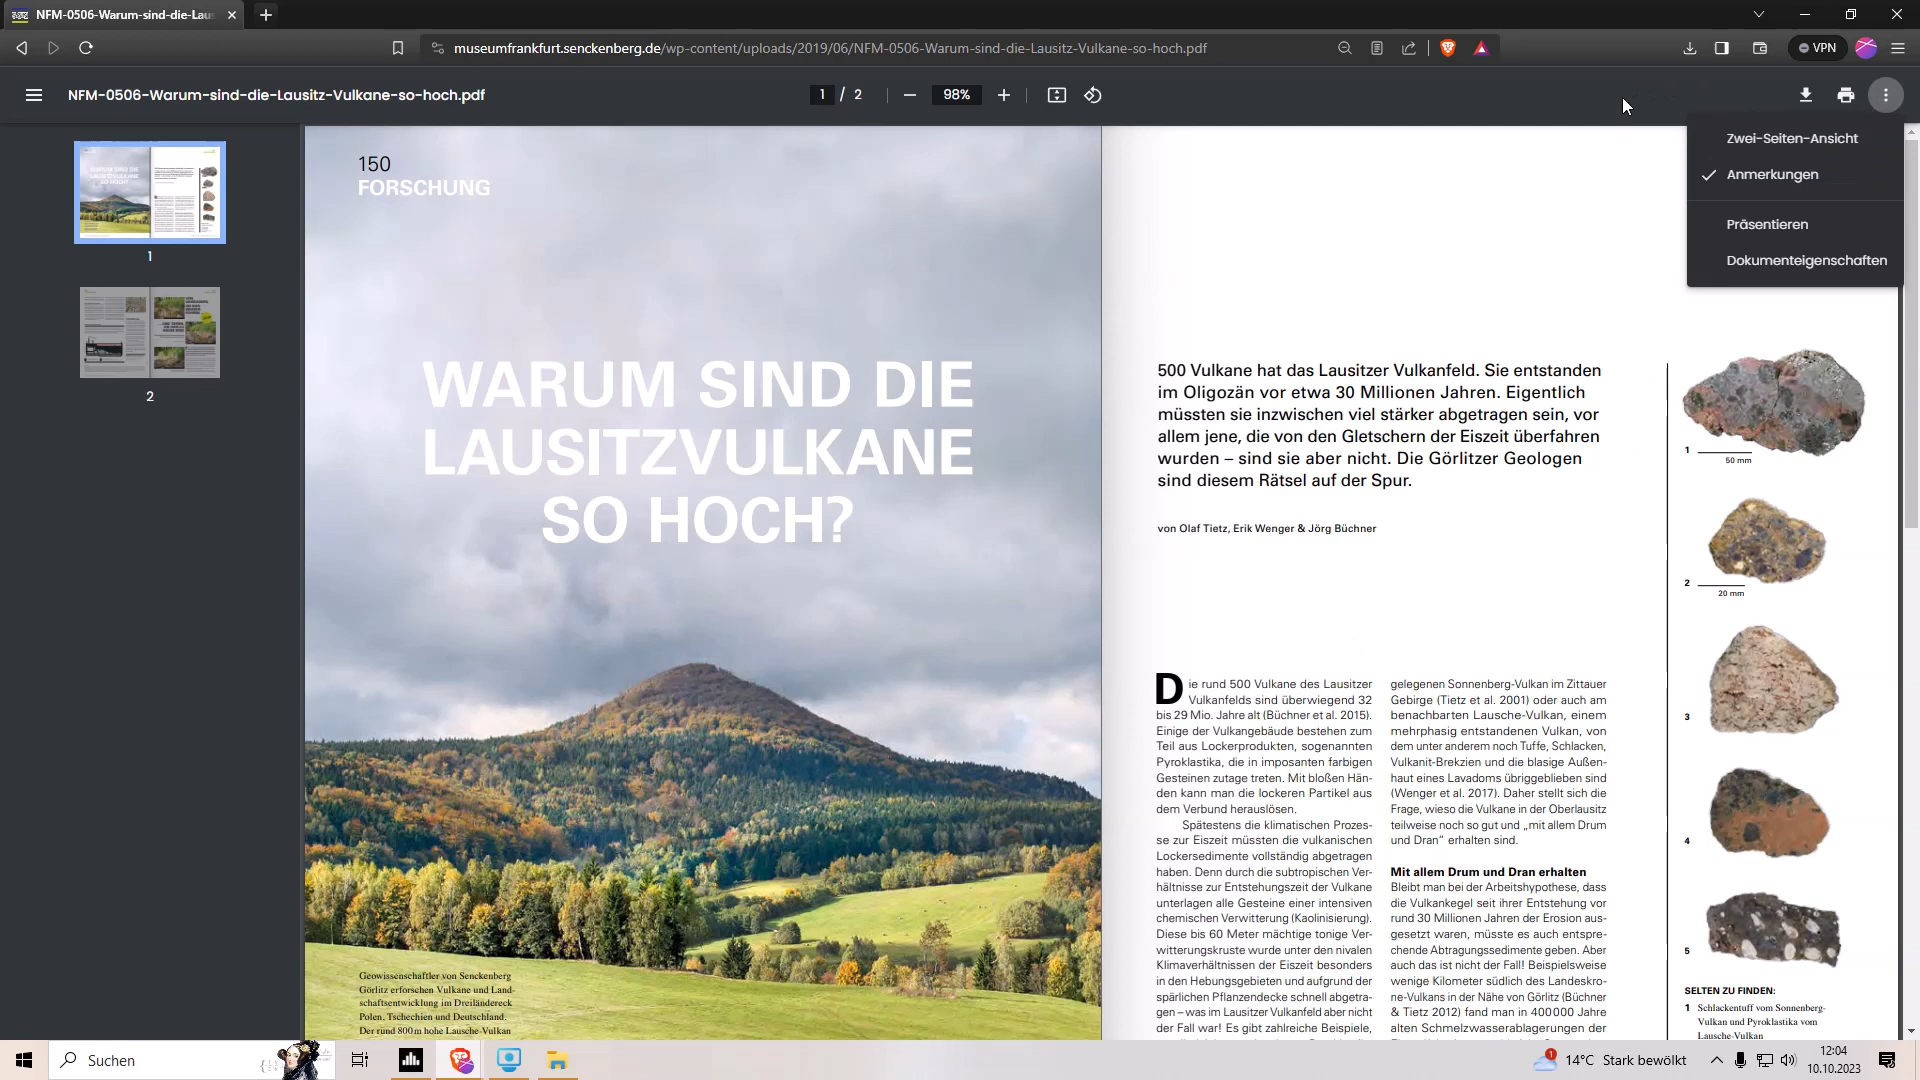 NFM-0506-Warum-sind-die-Laus
museumfrankfurt.senckenberg.de/wp-content/uploads/2019/06/NFM-0506-Warum-sind-die-Lausitz-Vulkane-so-hoch.pdf
VPN
NFM-0506-Warum-sind-die-Lausitz-Vulkane-so-hoch.pdf
1 / 2
98%
Zwei-Seiten-Ansicht
Anmerkungen
Präsentieren
Dokumenteigenschaften
1
2
150
FORSCHUNG
WARUM SIND DIE
LAUSITZVULKANE
SO HOCH?
Geowissenschaftler von Senckenberg
Görlitz erforschen Vulkane und Land-
schaftsentwicklung im Dreiländereck
Polen, Tschechien und Deutschland.
Der rund 800 m hohe Lausche-Vulkan
500 Vulkane hat das Lausitzer Vulkanfeld. Sie entstanden
im Oligozän vor etwa 30 Millionen Jahren. Eigentlich
müssten sie inzwischen viel stärker abgetragen sein, vor
allem jene, die von den Gletschern der Eiszeit überfahren
wurden – sind sie aber nicht. Die Görlitzer Geologen
sind diesem Rätsel auf der Spur.
von Olaf Tietz, Erik Wenger & Jörg Büchner
Die rund 500 Vulkane des Lausitzer
Vulkanfelds sind überwiegend 32
bis 29 Mio. Jahre alt (Büchner et al. 2015).
Einige der Vulkangebäude bestehen zum
Teil aus Lockerprodukten, sogenannten
Pyroklastika, die in imposanten farbigen
Gesteinen zutage treten. Mit bloßen Hän-
den kann man die lockeren Partikel aus
dem Verbund herauslösen.
Spätestens die klimatischen Prozes-
se zur Eiszeit müssten die vulkanischen
Lockersedimente vollständig abgetragen
haben. Denn durch die subtropischen Ver-
hältnisse zur Entstehungszeit der Vulkane
unterlagen alle Gesteine einer intensiven
chemischen Verwitterung (Kaolinisierung).
Diese bis 60 Meter mächtige tonige Ver-
witterungskruste wurde unter den nivalen
Klimaverhältnissen der Eiszeit besonders
in den Hebungsgebieten und aufgrund der
spärlichen Pflanzendecke schnell abgetra-
gen – was im Lausitzer Vulkanfeld aber nicht
der Fall war! Es gibt zahlreiche Beispiele,
gelegenen Sonnenberg-Vulkan im Zittauer
Gebirge (Tietz et al. 2001) oder auch am
benachbarten Lausche-Vulkan, einem
mehrphasig entstandenen Vulkan, von
dem unter anderem noch Tuffe, Schlacken,
Vulkanit-Brekzien und die blasige Außen-
haut eines Lavadoms übriggeblieben sind
(Wenger et al. 2017). Daher stellt sich die
Frage, wieso die Vulkane in der Oberlausitz
teilweise noch so gut und „mit allem Drum
und Dran“ erhalten sind.
Mit allem Drum und Dran erhalten
Bleibt man bei der Arbeitshypothese, dass
die Vulkankegel seit ihrer Entstehung vor
rund 30 Millionen Jahren der Erosion aus-
gesetzt waren, müsste es auch entspre-
chende Abtragungssedimente geben. Aber
auch das ist nicht der Fall! Beispielsweise
wenige Kilometer südlich des Landeskro-
ne-Vulkans in der Nähe von Görlitz (Büchner
& Tietz 2012) fand man in 400 000 Jahre
alten Schmelzwasserablagerungen der
1
50 mm
2
20 mm
3
4
5
SELTEN ZU FINDEN:
1 Schlackentuff vom Sonnenberg-
Vulkan und Pyroklastika vom
Lausche-Vulkan
Suchen
1
14°C Stark bewölkt
12:04
10.10.2023